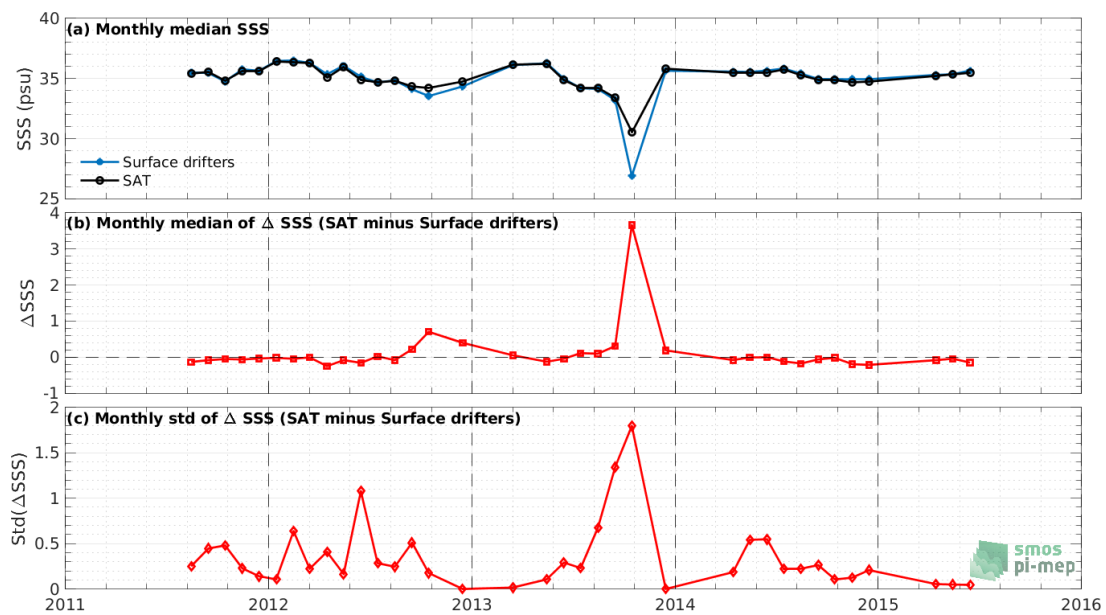 (a) Monthly median SSS
40
35
30
25
SSS (psu)
Surface drifters
SAT
(b) Monthly median of Δ SSS (SAT minus Surface drifters)
4
3
2
1
0
-1
ΔSSS
(c) Monthly std of Δ SSS (SAT minus Surface drifters)
2
1.5
1
0.5
0
Std(ΔSSS)
smos
pi-mep
2011 2012 2013 2014 2015 2016